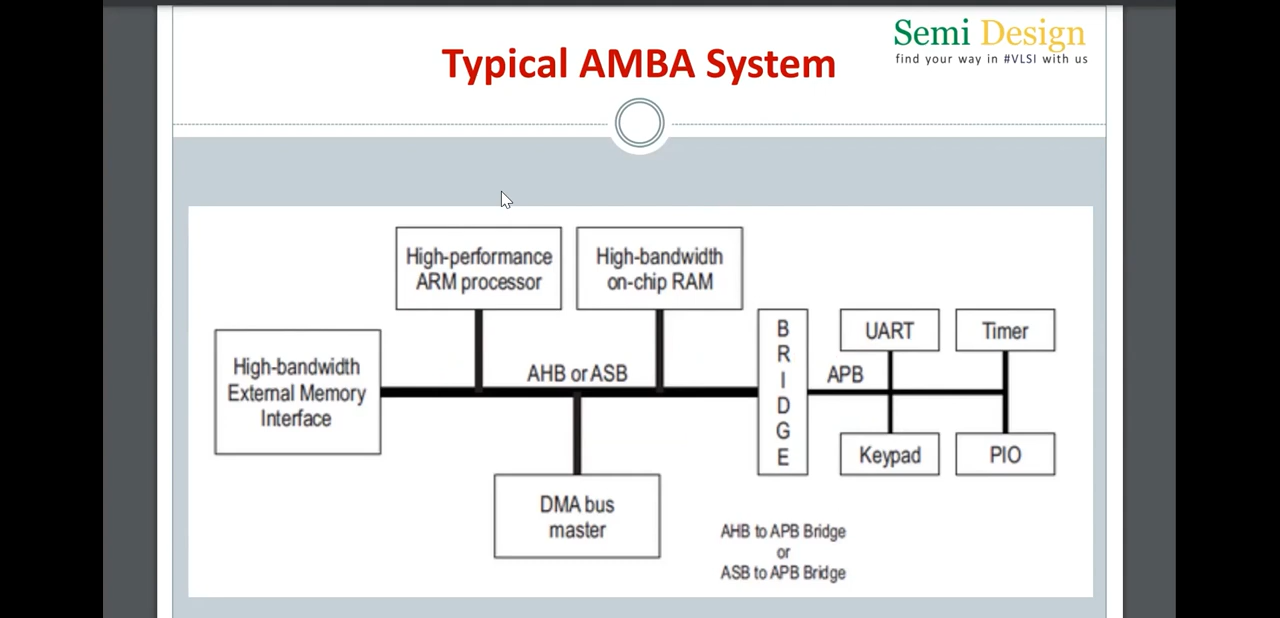 Semi Design
find your way in #VLSI with us
Typical AMBA System
High-performance
ARM processor
High-bandwidth
on-chip RAM
High-bandwidth
External Memory
Interface
AHB or ASB
B
R
I
D
G
E
APB
UART
Timer
Keypad
PIO
DMA bus
master
AHB to APB Bridge
or
ASB to APB Bridge